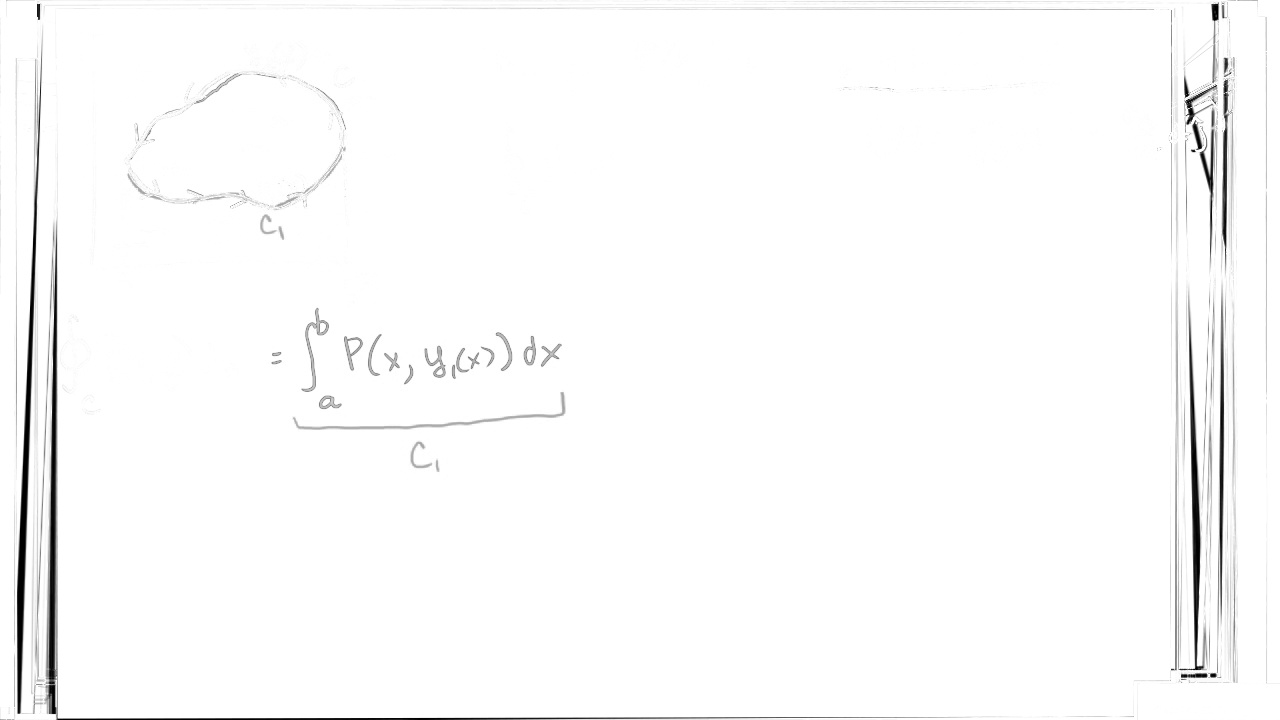 C₁
= ∫ₐᵇ P(x, y₁(x)) dx
C₁